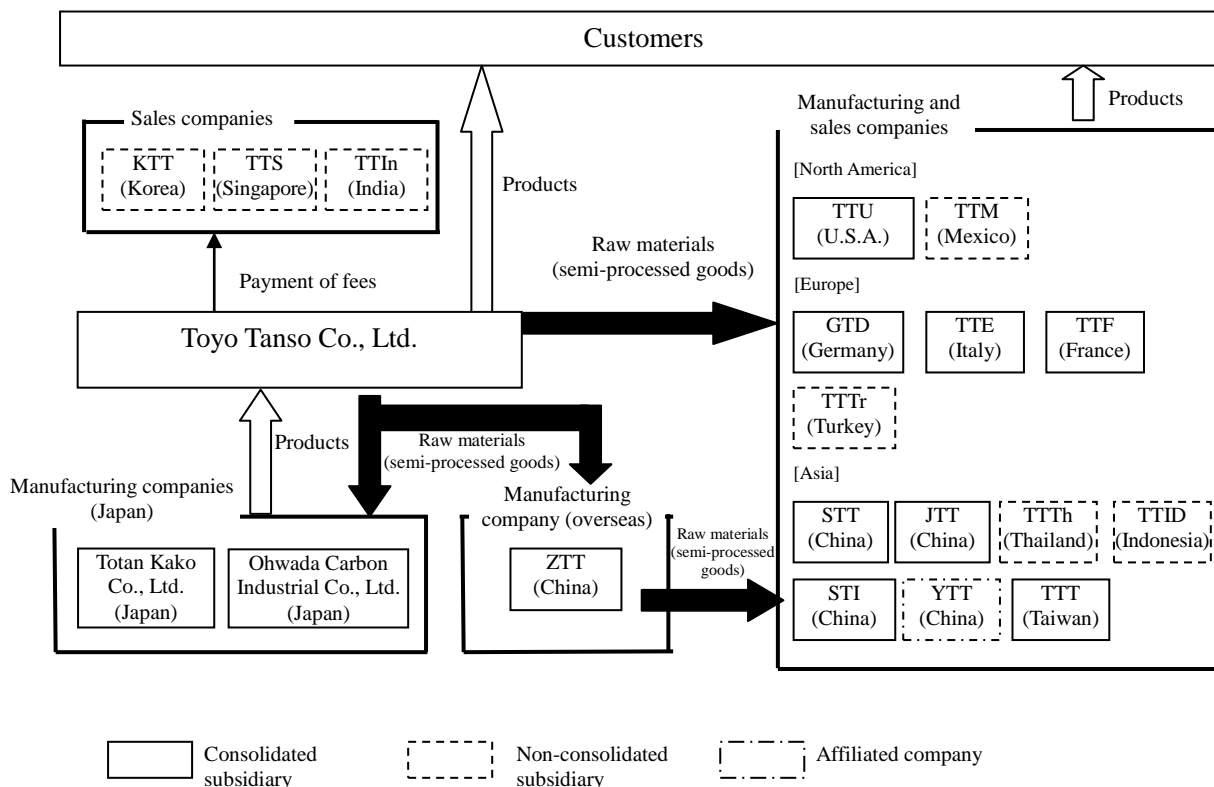 Customers
Sales companies
KTT
(Korea)
TTS
(Singapore)
TTIn
(India)
Payment of fees
Products
Toyo Tanso Co., Ltd.
Raw materials
(semi-processed goods)
Products
Raw materials
(semi-processed goods)
Manufacturing companies
(Japan)
Totan Kako
Co., Ltd.
(Japan)
Ohwada Carbon
Industrial Co., Ltd.
(Japan)
Manufacturing
company (overseas)
ZTT
(China)
Raw materials
(semi-processed
goods)
Products
Manufacturing and
sales companies
[North America]
TTU
(U.S.A.)
TTM
(Mexico)
[Europe]
GTD
(Germany)
TTE
(Italy)
TTF
(France)
TTTr
(Turkey)
[Asia]
STT
(China)
JTT
(China)
TTTh
(Thailand)
TTID
(Indonesia)
STI
(China)
YTT
(China)
TTT
(Taiwan)
Consolidated
subsidiary
Non-consolidated
subsidiary
Affiliated company